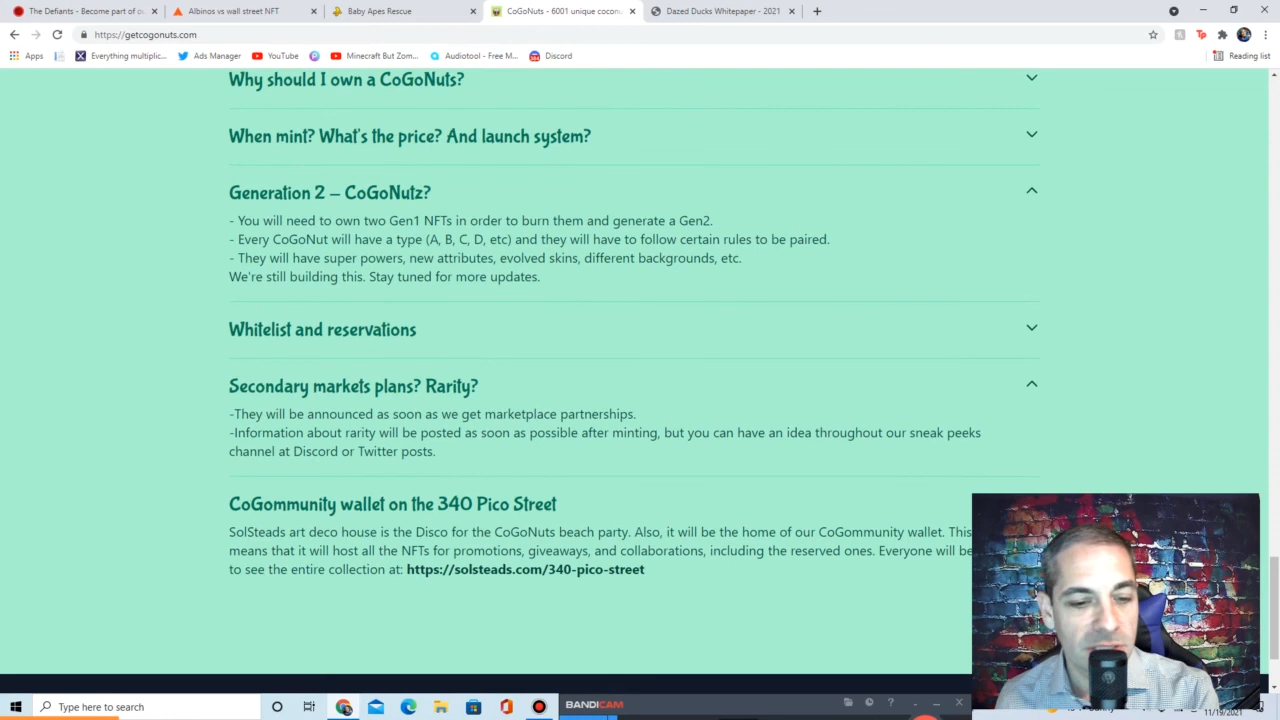 The Defiants - Become part of ou
Albinos vs wall street NFT
Baby Apes Rescue
CoGoNuts - 6001 unique coconu
Dazed Ducks Whitepaper - 2021
https://getcogonuts.com
Apps
Everything multiplic...
Ads Manager
YouTube
Minecraft But Zom...
Audiotool - Free M...
Discord
Reading list
Why should I own a CoGoNuts?
When mint? What's the price? And launch system?
Generation 2 – CoGoNutz?
- You will need to own two Gen1 NFTs in order to burn them and generate a Gen2.
- Every CoGoNut will have a type (A, B, C, D, etc) and they will have to follow certain rules to be paired.
- They will have super powers, new attributes, evolved skins, different backgrounds, etc.
We're still building this. Stay tuned for more updates.
Whitelist and reservations
Secondary markets plans? Rarity?
-They will be announced as soon as we get marketplace partnerships.
-Information about rarity will be posted as soon as possible after minting, but you can have an idea throughout our sneak peeks
channel at Discord or Twitter posts.
CoGommunity wallet on the 340 Pico Street
SolSteads art deco house is the Disco for the CoGoNuts beach party. Also, it will be the home of our CoGommunity wallet. This
means that it will host all the NFTs for promotions, giveaways, and collaborations, including the reserved ones. Everyone will be
to see the entire collection at: https://solsteads.com/340-pico-street
Type here to search
BANDICAM
11/19/2021